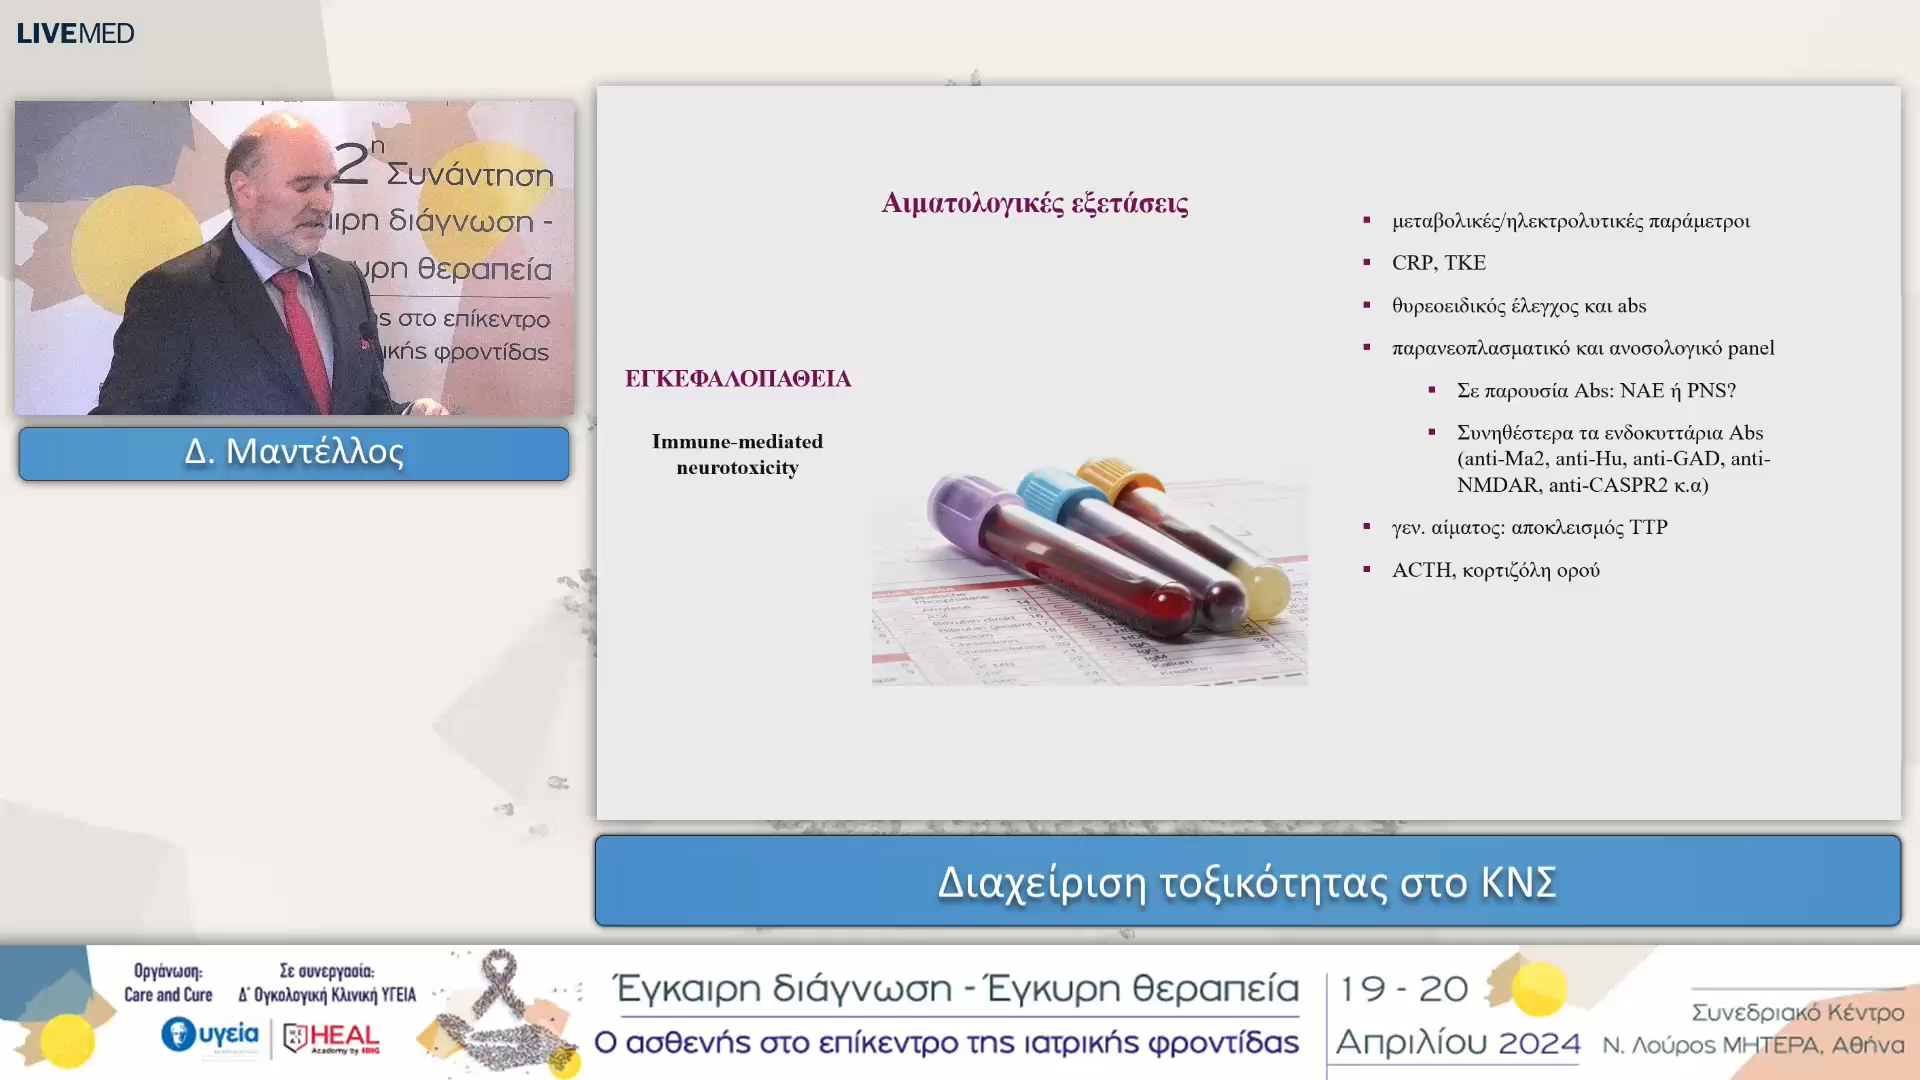 LIVEMED
2η
Συνάντηση
ιρη διάγνωση -
υρη θεραπεία
ς στο επίκεντρο
ικής φροντίδας
Δ. Μαντέλλος
Αιματολογικές εξετάσεις
ΕΓΚΕΦΑΛΟΠΑΘΕΙΑ
Immune-mediated
neurotoxicity
▪ μεταβολικές/ηλεκτρολυτικές παράμετροι
▪ CRP, ΤΚΕ
▪ θυρεοειδικός έλεγχος και abs
▪ παρανεοπλασματικό και ανοσολογικό panel
▪ Σε παρουσία Abs: NAE ή PNS?
▪ Συνηθέστερα τα ενδοκυττάρια Abs
(anti-Ma2, anti-Hu, anti-GAD, anti-
NMDAR, anti-CASPR2 κ.α)
▪ γεν. αίματος: αποκλεισμός TTP
▪ ACTH, κορτιζόλη ορού
Διαχείριση τοξικότητας στο ΚΝΣ
Οργάνωση:
Care and Cure
Σε συνεργασία:
Δ' Ογκολογική Κλινική ΥΓΕΙΑ
υγεία
HEAL
Academy by HHG
Έγκαιρη διάγνωση - Έγκυρη θεραπεία
Ο ασθενής στο επίκεντρο της ιατρικής φροντίδας
19 - 20
Απριλίου 2024
Συνεδριακό Κέντρο
Ν. Λούρος ΜΗΤΕΡΑ, Αθήνα